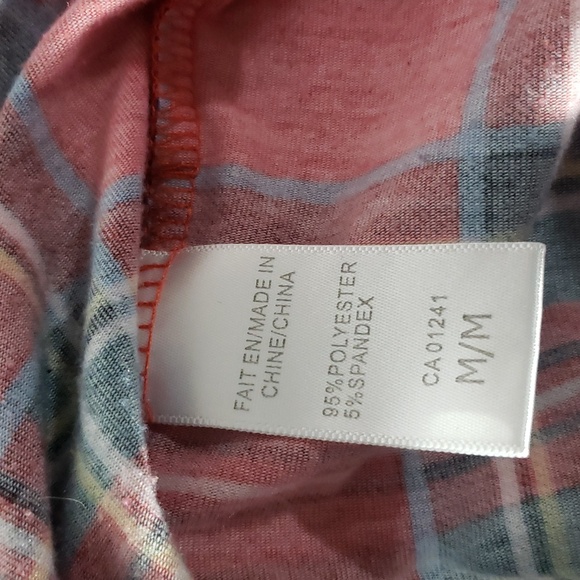 FAIT EN/MADE IN
CHINE/CHINA
95%POLYESTER
5%SPANDEX
CA 01241
M/M